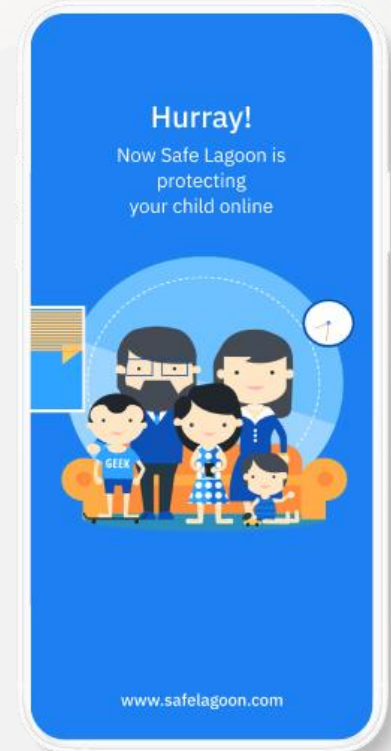 Hurray!
Now Safe Lagoon is
protecting
your child online
GEEK
www.safelagoon.com